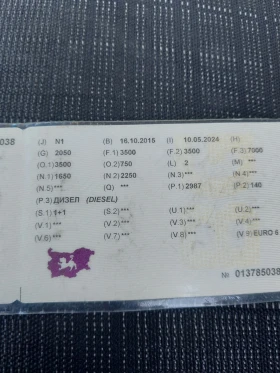 038 (J) N1 (B) 16.10.2015 (I) 10.05.2024 (H)
(G) 2050 (F.1) 3500 (F.2) 3500 (F.3) 7000
(O.1) 3500 (O.2) 750 (L) 2 (M) ***
(N.1) 1650 (N.2) 2250 (N.3) *** (N.4) ***
(N.5) *** (Q) *** (P.1) 2987 (P.2) 140
(P.3) ДИЗЕЛ (DIESEL)
(S.1) 1+1 (S.2) *** (U.1) *** (U.2) ***
(V.1) *** (V.2) *** (V.3) *** (V.4) ***
(V.6) *** (V.7) *** (V.8) *** (V.9) EURO 5
№ 013785038